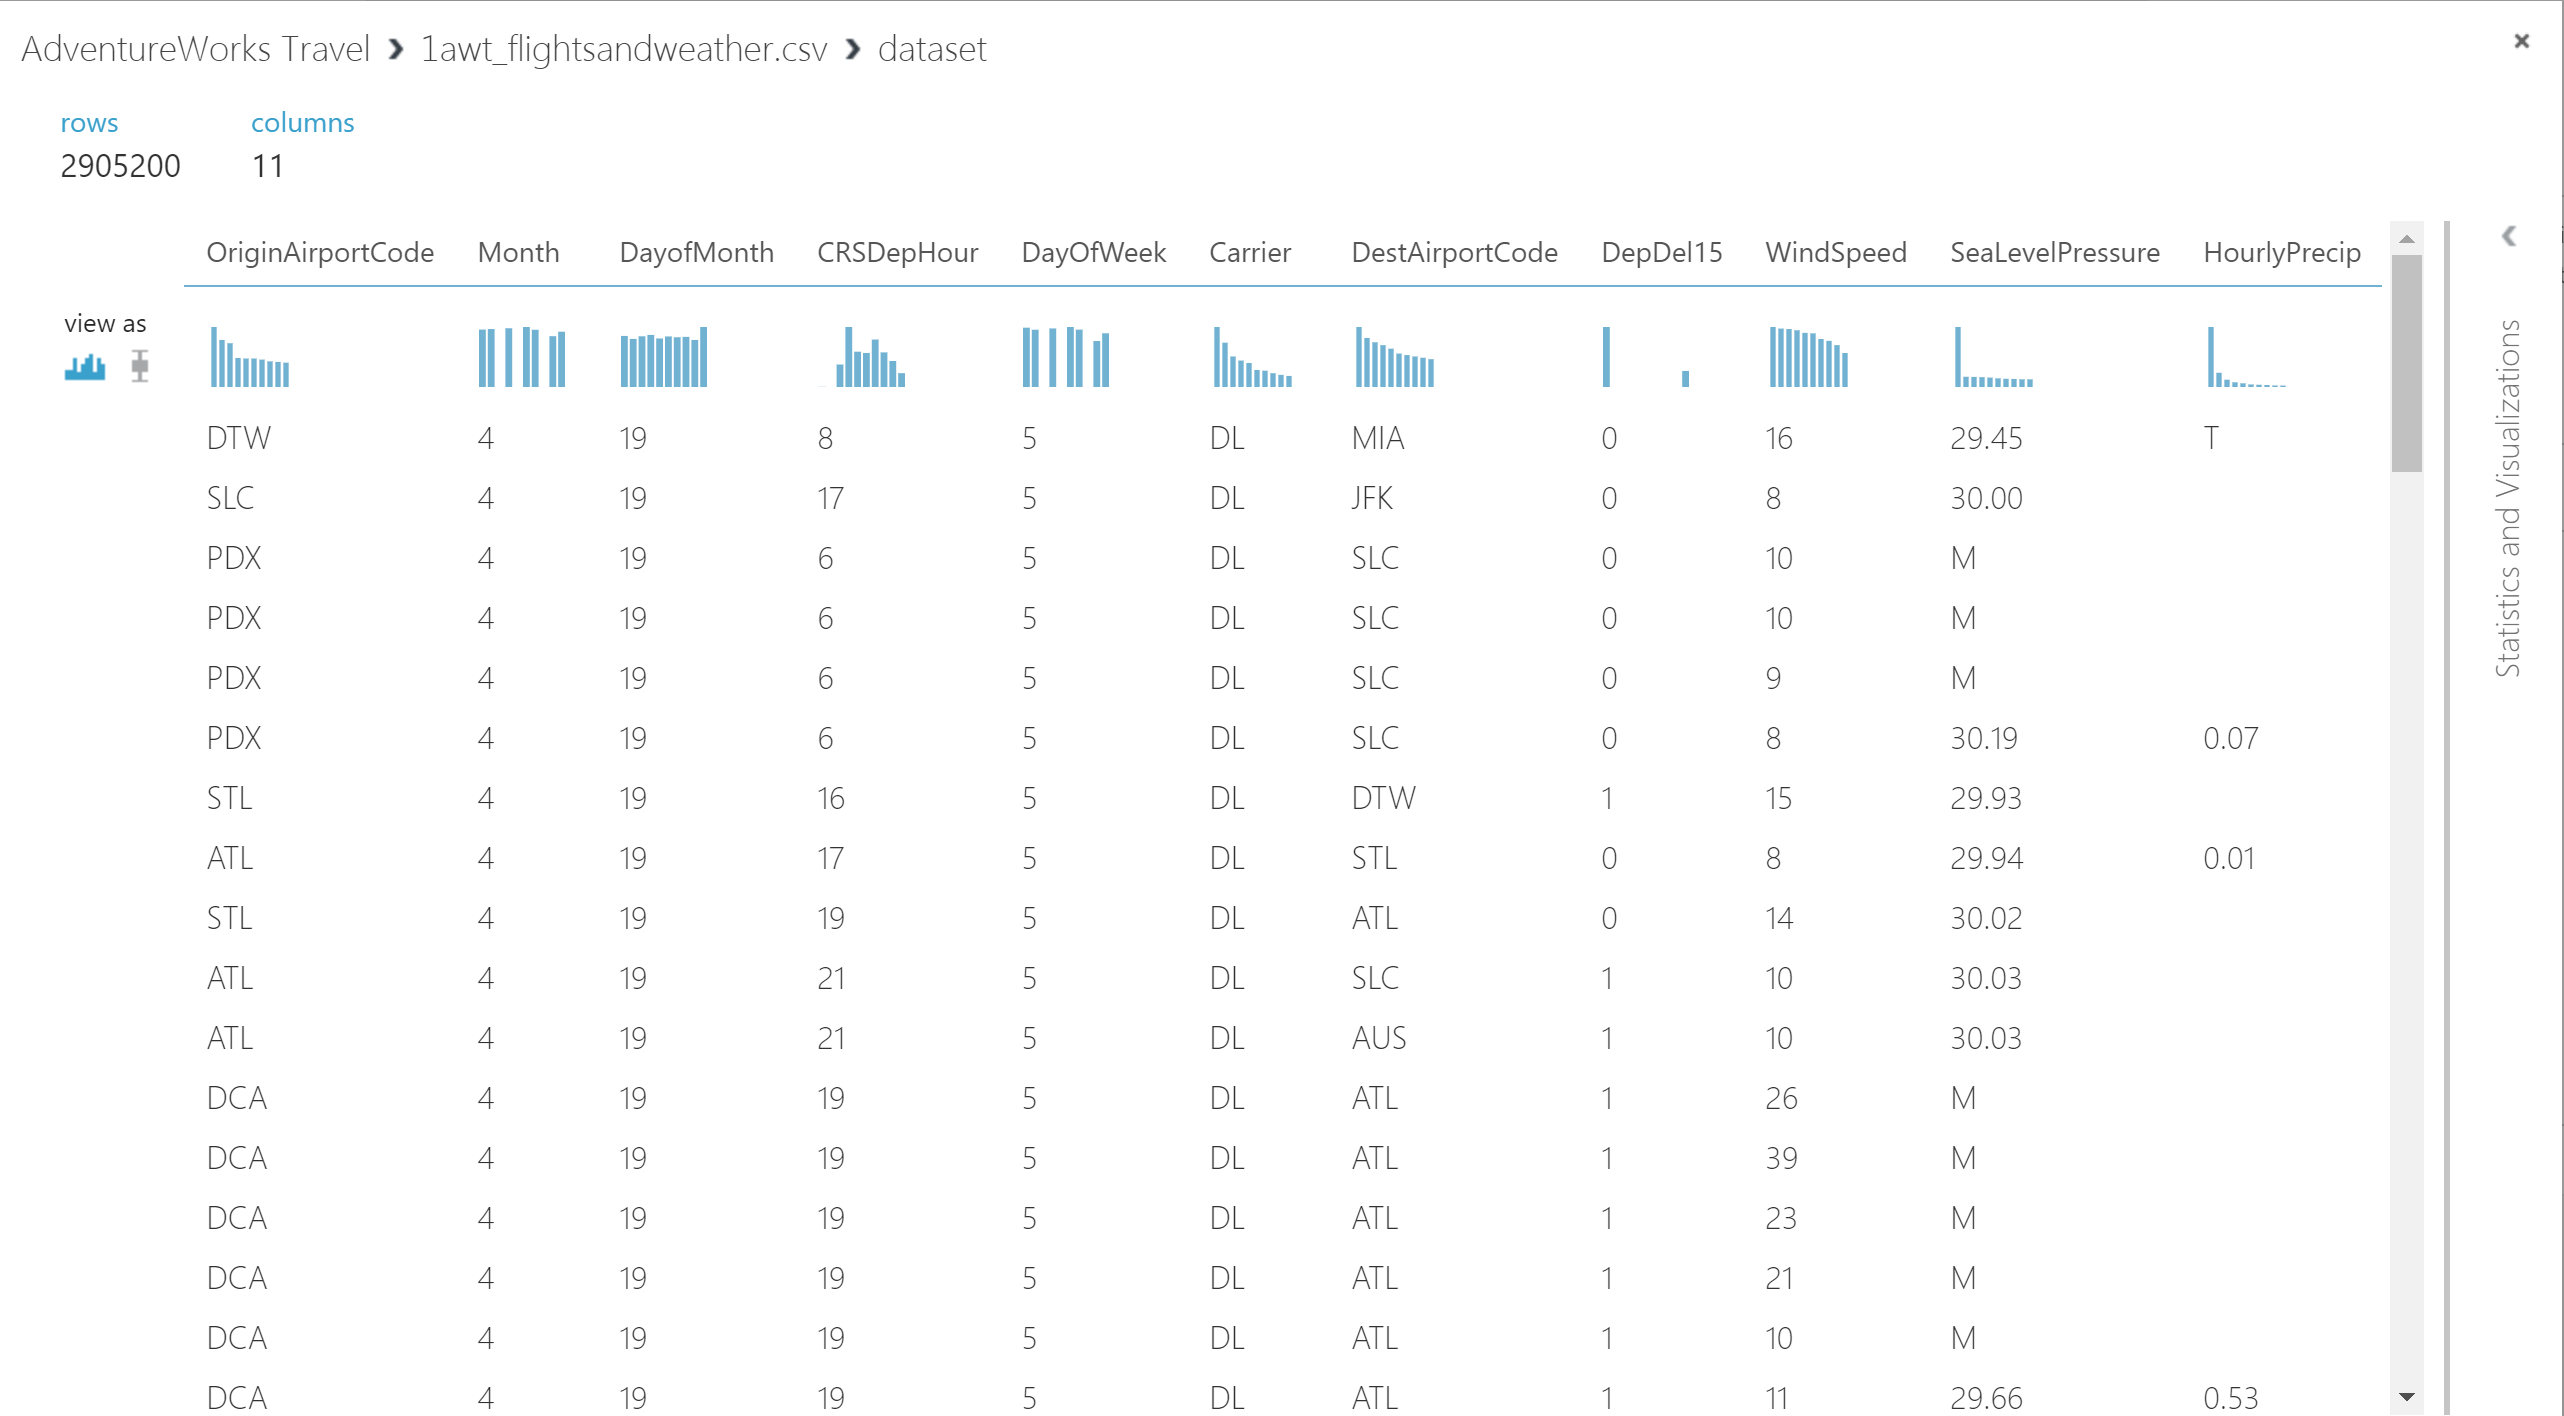 AdventureWorks Travel › 1awt_flightsandweather.csv › dataset
rows columns
2905200 11
OriginAirportCode Month DayofMonth CRSDepHour DayOfWeek Carrier DestAirportCode DepDel15 WindSpeed SeaLevelPressure HourlyPrecip
view as
DTW 4 19 8 5 DL MIA 0 16 29.45 T
SLC 4 19 17 5 DL JFK 0 8 30.00
PDX 4 19 6 5 DL SLC 0 10 M
PDX 4 19 6 5 DL SLC 0 10 M
PDX 4 19 6 5 DL SLC 0 9 M
PDX 4 19 6 5 DL SLC 0 8 30.19 0.07
STL 4 19 16 5 DL DTW 1 15 29.93
ATL 4 19 17 5 DL STL 0 8 29.94 0.01
STL 4 19 19 5 DL ATL 0 14 30.02
ATL 4 19 21 5 DL SLC 1 10 30.03
ATL 4 19 21 5 DL AUS 1 10 30.03
DCA 4 19 19 5 DL ATL 1 26 M
DCA 4 19 19 5 DL ATL 1 39 M
DCA 4 19 19 5 DL ATL 1 23 M
DCA 4 19 19 5 DL ATL 1 21 M
DCA 4 19 19 5 DL ATL 1 10 M
DCA 4 19 19 5 DL ATL 1 11 29.66 0.53
Statistics and Visualizations